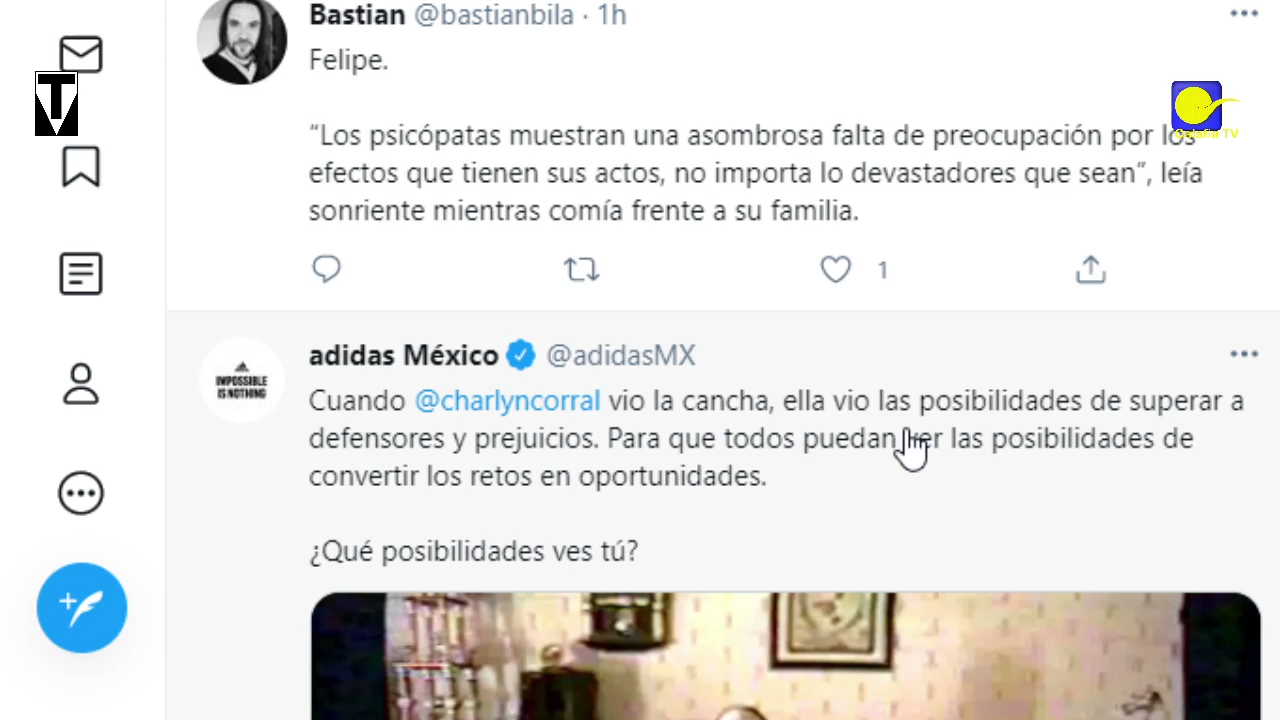 Bastian @bastianbila · 1h
Felipe.
T
“Los psicópatas muestran una asombrosa falta de preocupación por los
efectos que tienen sus actos, no importa lo devastadores que sean”, leía
sonriente mientras comía frente a su familia.
1
adidas México @adidasMX
IMPOSSIBLE
IS NOTHING
Cuando @charlyncorral vio la cancha, ella vio las posibilidades de superar a
defensores y prejuicios. Para que todos puedan ver las posibilidades de
convertir los retos en oportunidades.
¿Qué posibilidades ves tú?